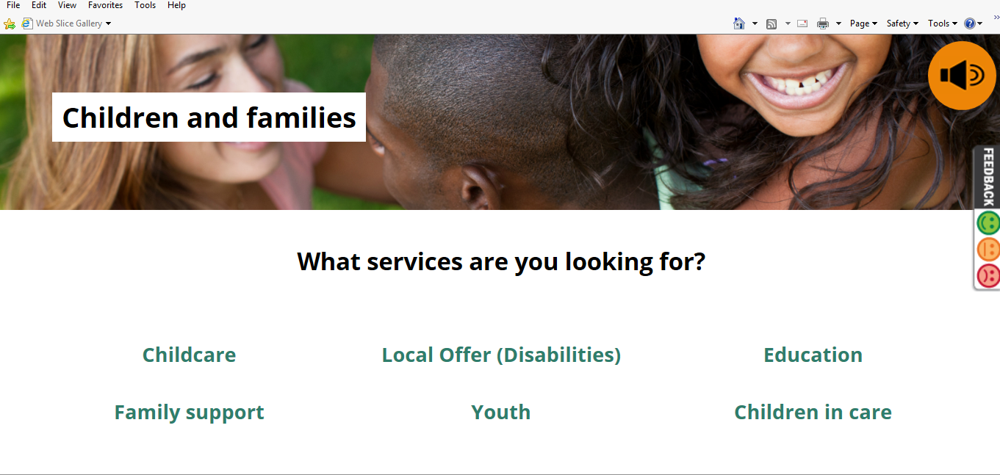 File Edit View Favorites Tools Help
Web Slice Gallery Page Safety Tools
Children and families
FEEDBACK
What services are you looking for?
Childcare Local Offer (Disabilities) Education
Family support Youth Children in care